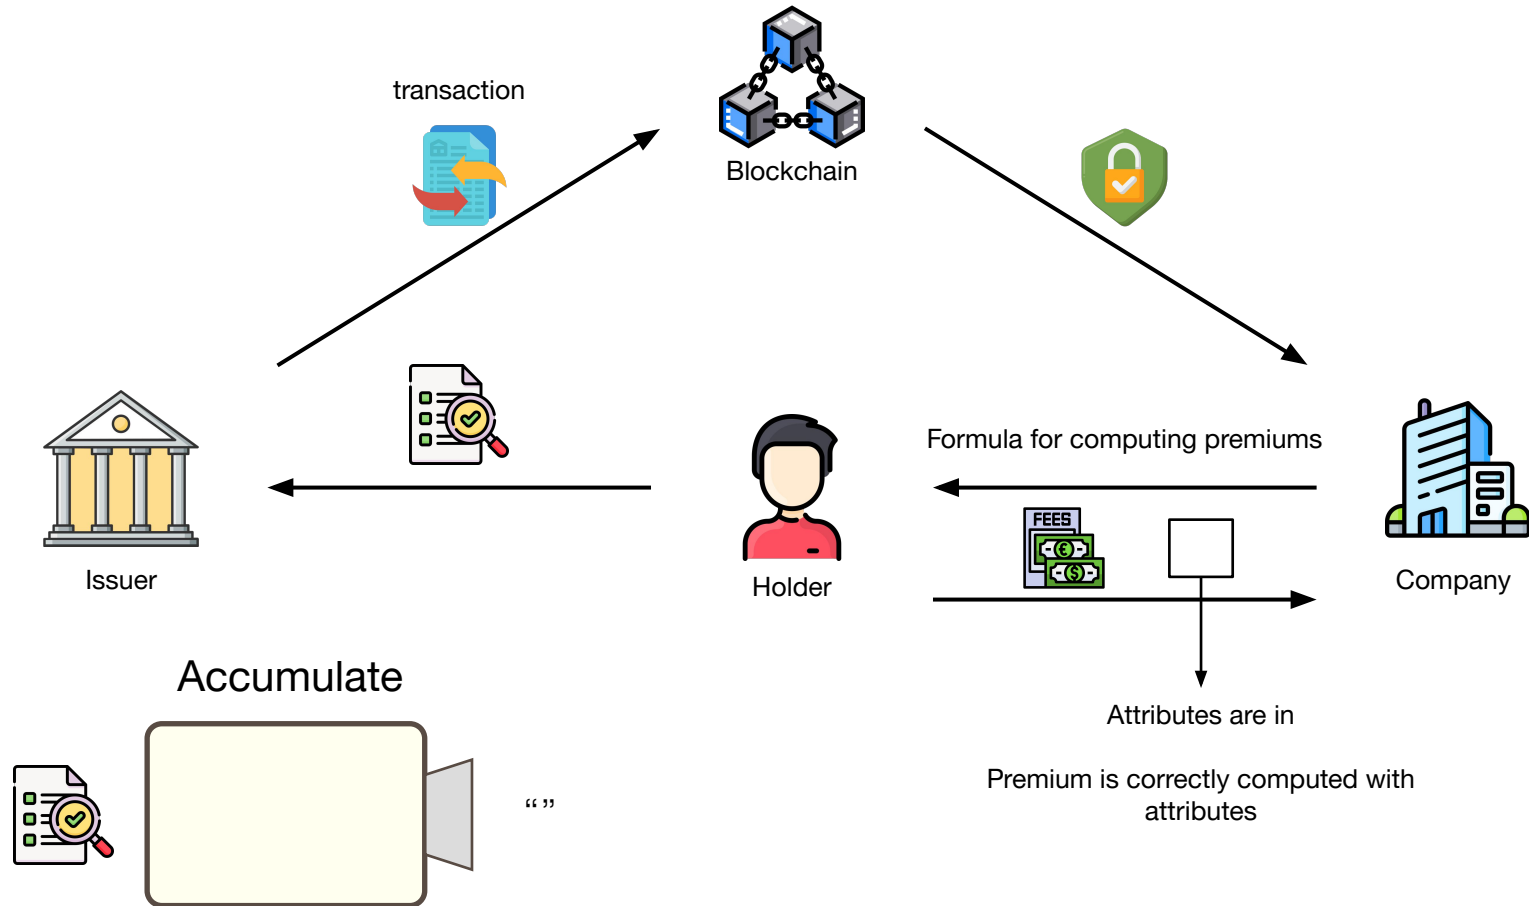 transaction
Blockchain
Formula for computing premiums
FEES
€
$
Issuer
Holder
Company
Accumulate
Attributes are in
Premium is correctly computed with
attributes
“ ”